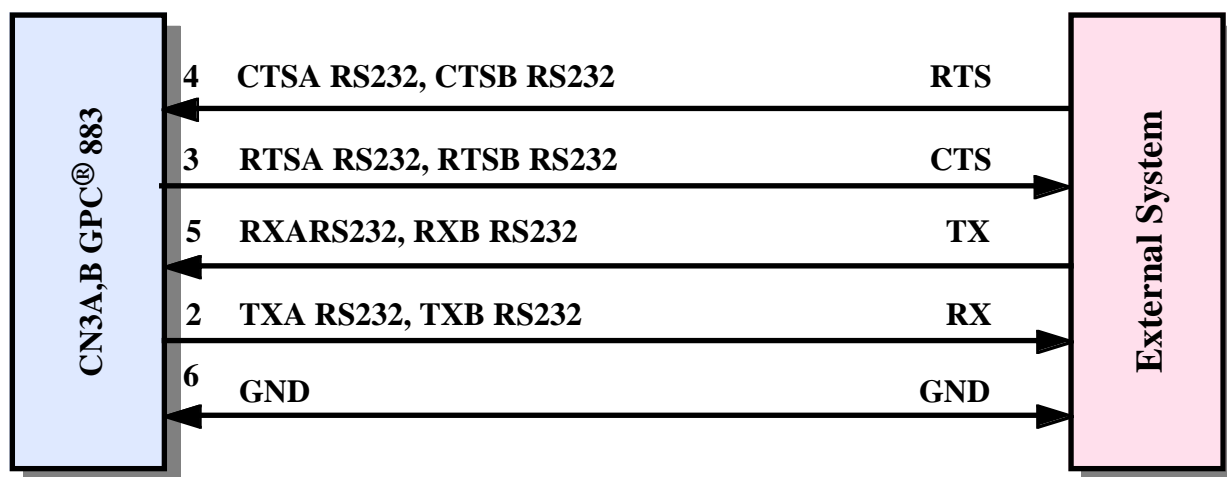 CN3A,B GPC® 883
4 CTSA RS232, CTSB RS232 RTS
3 RTSA RS232, RTSB RS232 CTS
5 RXARS232, RXB RS232 TX
2 TXA RS232, TXB RS232 RX
6 GND GND
External System